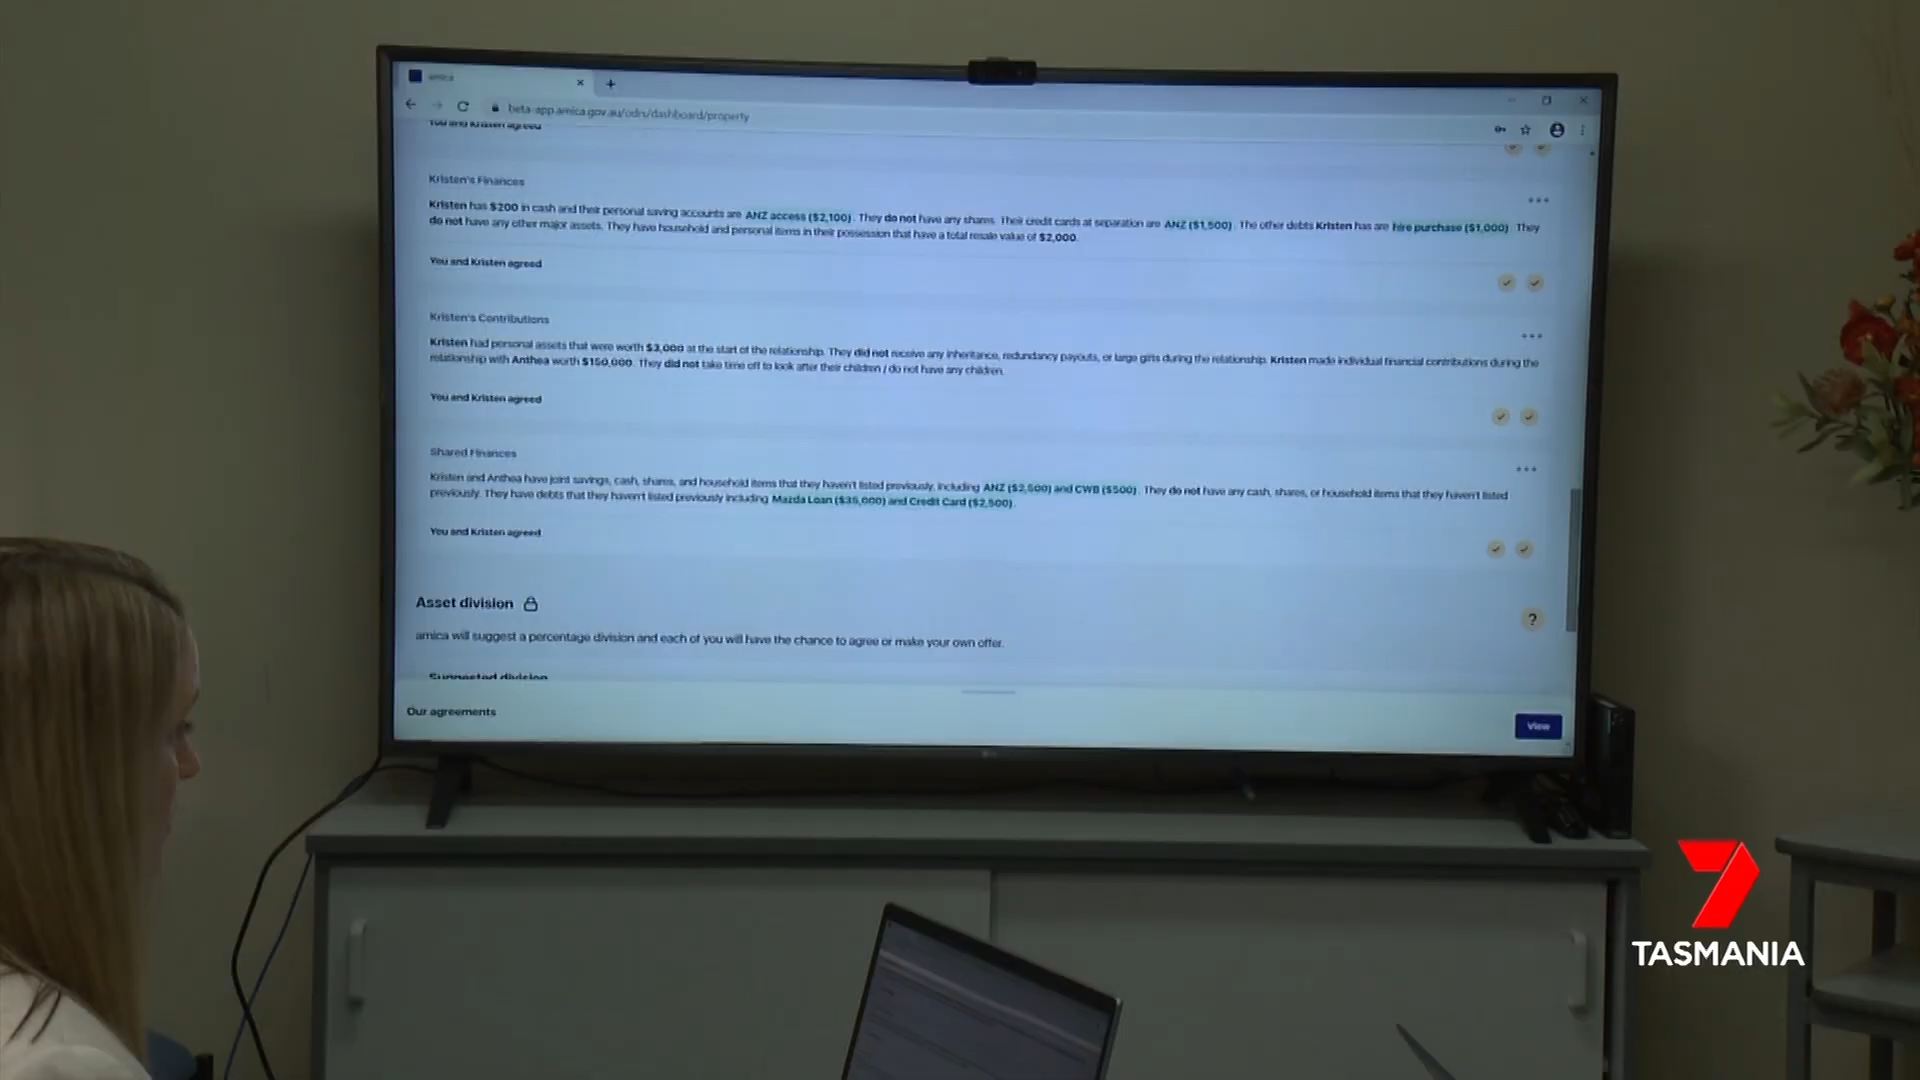 amica
beta-app.amica.gov.au/odrs/dashboard/property
You and Kristen agreed
Kristen's Finances
Kristen has $200 in cash and their personal saving accounts are ANZ access ($2,100). They do not have any shares. Their credit cards at separation are ANZ ($1,500). The other debts Kristen has are hire purchase ($1,000). They
do not have any other major assets. They have household and personal items in their possession that have a total resale value of $2,000.
You and Kristen agreed
Kristen's Contributions
Kristen had personal assets that were worth $3,000 at the start of the relationship. They did not receive any inheritance, redundancy payouts, or large gifts during the relationship. Kristen made individual financial contributions during the
relationship with Anthea worth $150,000. They did not take time off to look after their children / do not have any children.
You and Kristen agreed
Shared Finances
Kristen and Anthea have joint savings, cash, shares, and household items that they haven't listed previously, including ANZ ($2,500) and CWB ($500). They do not have any cash, shares, or household items that they haven't listed
previously. They have debts that they haven't listed previously including Mazda Loan ($35,000) and Credit Card ($2,500).
You and Kristen agreed
Asset division
?
amica will suggest a percentage division and each of you will have the chance to agree or make your own offer.
Suggested division
Our agreements
View
LG
7
TASMANIA